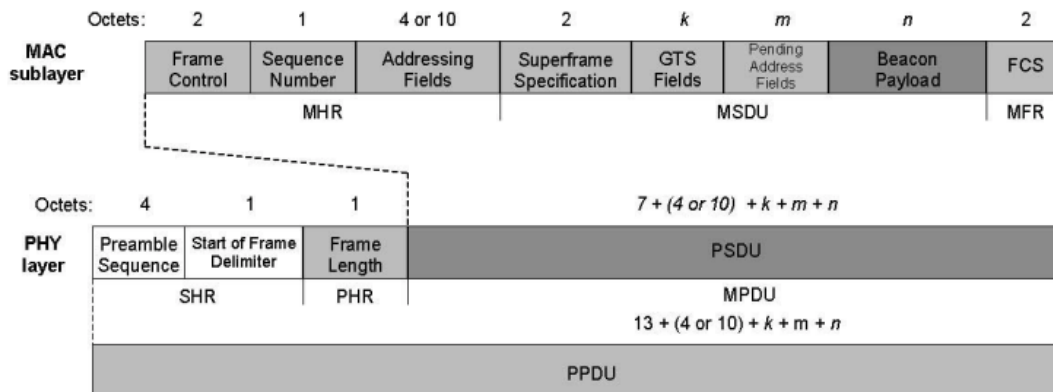 Octets: 2 1 4 or 10 2 k m n 2
MAC sublayer
Frame Control
Sequence Number
Addressing Fields
Superframe Specification
GTS Fields
Pending Address Fields
Beacon Payload
FCS
MHR MSDU MFR
Octets: 4 1 1 7 + (4 or 10) + k + m + n
PHY layer
Preamble Sequence
Start of Frame Delimiter
Frame Length
PSDU
SHR PHR MPDU
13 + (4 or 10) + k + m + n
PPDU